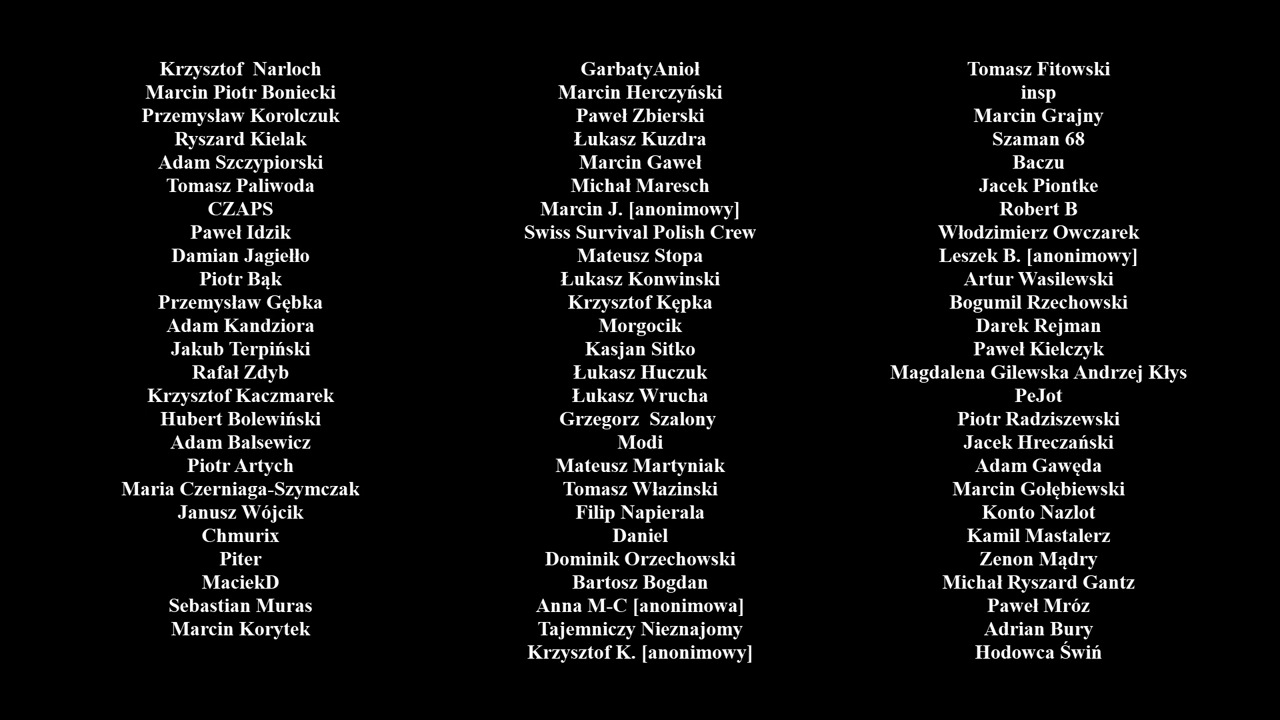 Krzysztof  Narloch
Marcin Piotr Boniecki
Przemysław Korolczuk
Ryszard Kielak
Adam Szczypiorski
Tomasz Paliwoda
CZAPS
Paweł Idzik
Damian Jagiełło
Piotr Bąk
Przemysław Gębka
Adam Kandziora
Jakub Terpiński
Rafał Zdyb
Krzysztof Kaczmarek
Hubert Bolewiński
Adam Balsewicz
Piotr Artych
Maria Czerniaga-Szymczak
Janusz Wójcik
Chmurix
Piter
MaciekD
Sebastian Muras
Marcin Korytek
GarbatyAnioł
Marcin Herczyński
Paweł Zbierski
Łukasz Kuzdra
Marcin Gaweł
Michał Maresch
Marcin J. [anonimowy]
Swiss Survival Polish Crew
Mateusz Stopa
Łukasz Konwinski
Krzysztof Kępka
Morgocik
Kasjan Sitko
Łukasz Huczuk
Łukasz Wrucha
Grzegorz  Szalony
Modi
Mateusz Martyniak
Tomasz Włazinski
Filip Napierala
Daniel
Dominik Orzechowski
Bartosz Bogdan
Anna M-C [anonimowa]
Tajemniczy Nieznajomy
Krzysztof K. [anonimowy]
Tomasz Fitowski
insp
Marcin Grajny
Szaman 68
Baczu
Jacek Piontke
Robert B
Włodzimierz Owczarek
Leszek B. [anonimowy]
Artur Wasilewski
Bogumil Rzechowski
Darek Rejman
Paweł Kielczyk
Magdalena Gilewska Andrzej Kłys
PeJot
Piotr Radziszewski
Jacek Hreczański
Adam Gawęda
Marcin Gołębiewski
Konto Nazlot
Kamil Mastalerz
Zenon Mądry
Michał Ryszard Gantz
Paweł Mróz
Adrian Bury
Hodowca Świń